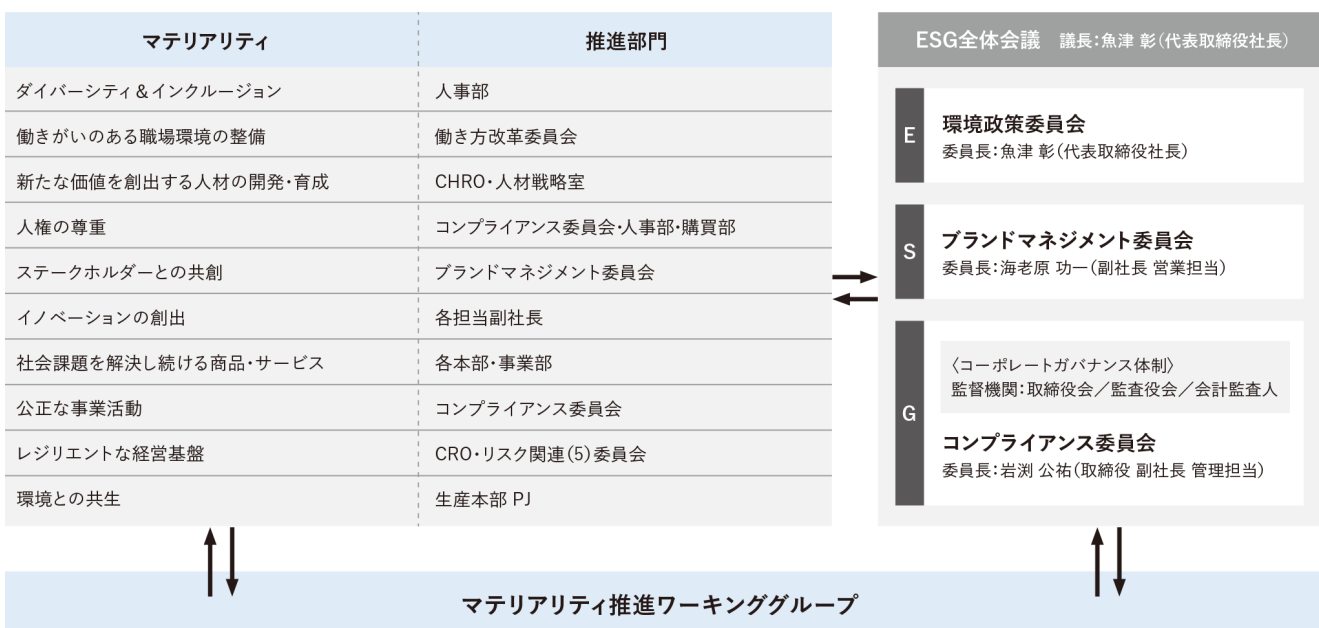 マテリアリティ 推進部門
ダイバーシティ＆インクルージョン 人事部
働きがいのある職場環境の整備 働き方改革委員会
新たな価値を創出する人材の開発・育成 CHRO・人材戦略室
人権の尊重 コンプライアンス委員会・人事部・購買部
ステークホルダーとの共創 ブランドマネジメント委員会
イノベーションの創出 各担当副社長
社会課題を解決し続ける商品・サービス 各本部・事業部
公正な事業活動 コンプライアンス委員会
レジリエントな経営基盤 CRO・リスク関連(5)委員会
環境との共生 生産本部 PJ
ESG全体会議 議長：魚津 彰（代表取締役社長）
E
環境政策委員会
委員長：魚津 彰（代表取締役社長）
S
ブランドマネジメント委員会
委員長：海老原 功一（副社長 営業担当）
G
〈コーポレートガバナンス体制〉
監督機関：取締役会／監査役会／会計監査人
コンプライアンス委員会
委員長：岩渕 公祐（取締役 副社長 管理担当）
マテリアリティ推進ワーキンググループ